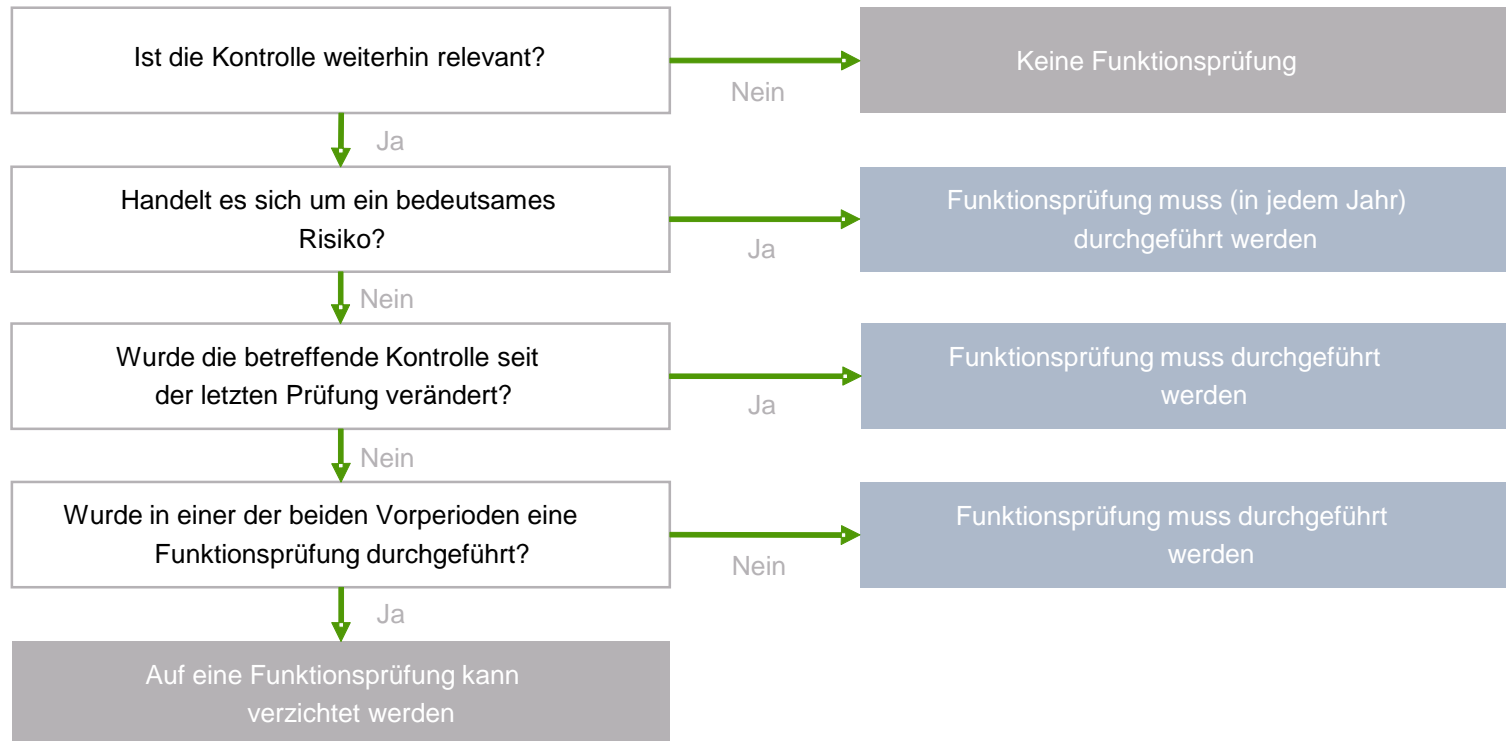 Ist die Kontrolle weiterhin relevant?
Nein
Keine Funktionsprüfung
Ja
Handelt es sich um ein bedeutsames
Risiko?
Ja
Funktionsprüfung muss (in jedem Jahr)
durchgeführt werden
Nein
Wurde die betreffende Kontrolle seit
der letzten Prüfung verändert?
Ja
Funktionsprüfung muss durchgeführt
werden
Nein
Wurde in einer der beiden Vorperioden eine
Funktionsprüfung durchgeführt?
Nein
Funktionsprüfung muss durchgeführt
werden
Ja
Auf eine Funktionsprüfung kann
verzichtet werden